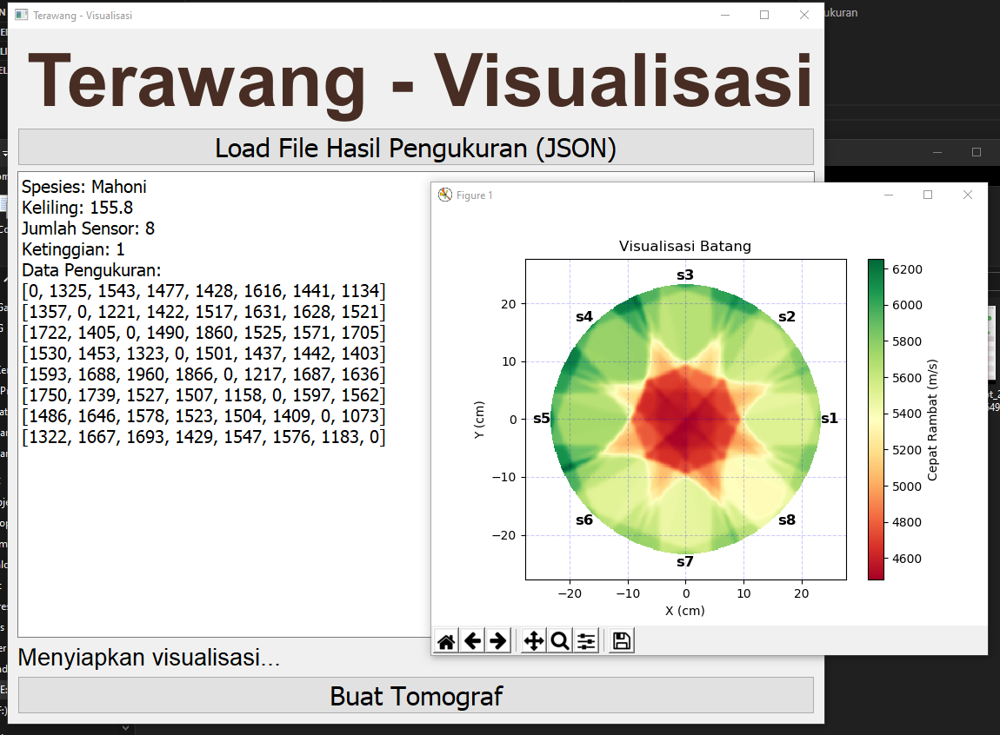 Terawang - Visualisasi
ukuran
Terawang - Visualisasi
Load File Hasil Pengukuran (JSON)
Spesies: Mahoni
Keliling: 155.8
Jumlah Sensor: 8
Ketinggian: 1
Data Pengukuran:
[0, 1325, 1543, 1477, 1428, 1616, 1441, 1134]
[1357, 0, 1221, 1422, 1517, 1631, 1628, 1521]
[1722, 1405, 0, 1490, 1860, 1525, 1571, 1705]
[1530, 1453, 1323, 0, 1501, 1437, 1442, 1403]
[1593, 1688, 1960, 1866, 0, 1217, 1687, 1636]
[1750, 1739, 1527, 1507, 1158, 0, 1597, 1562]
[1486, 1646, 1578, 1523, 1504, 1409, 0, 1073]
[1322, 1667, 1693, 1429, 1547, 1576, 1183, 0]
Figure 1
Visualisasi Batang
s3
s4
s2
s5
s1
s6
s8
s7
20
10
0
−10
−20
Y (cm)
−20
−10
0
10
20
X (cm)
6200
6000
5800
5600
5400
5200
5000
4800
4600
Cepat Rambat (m/s)
Menyiapkan visualisasi...
Buat Tomograf